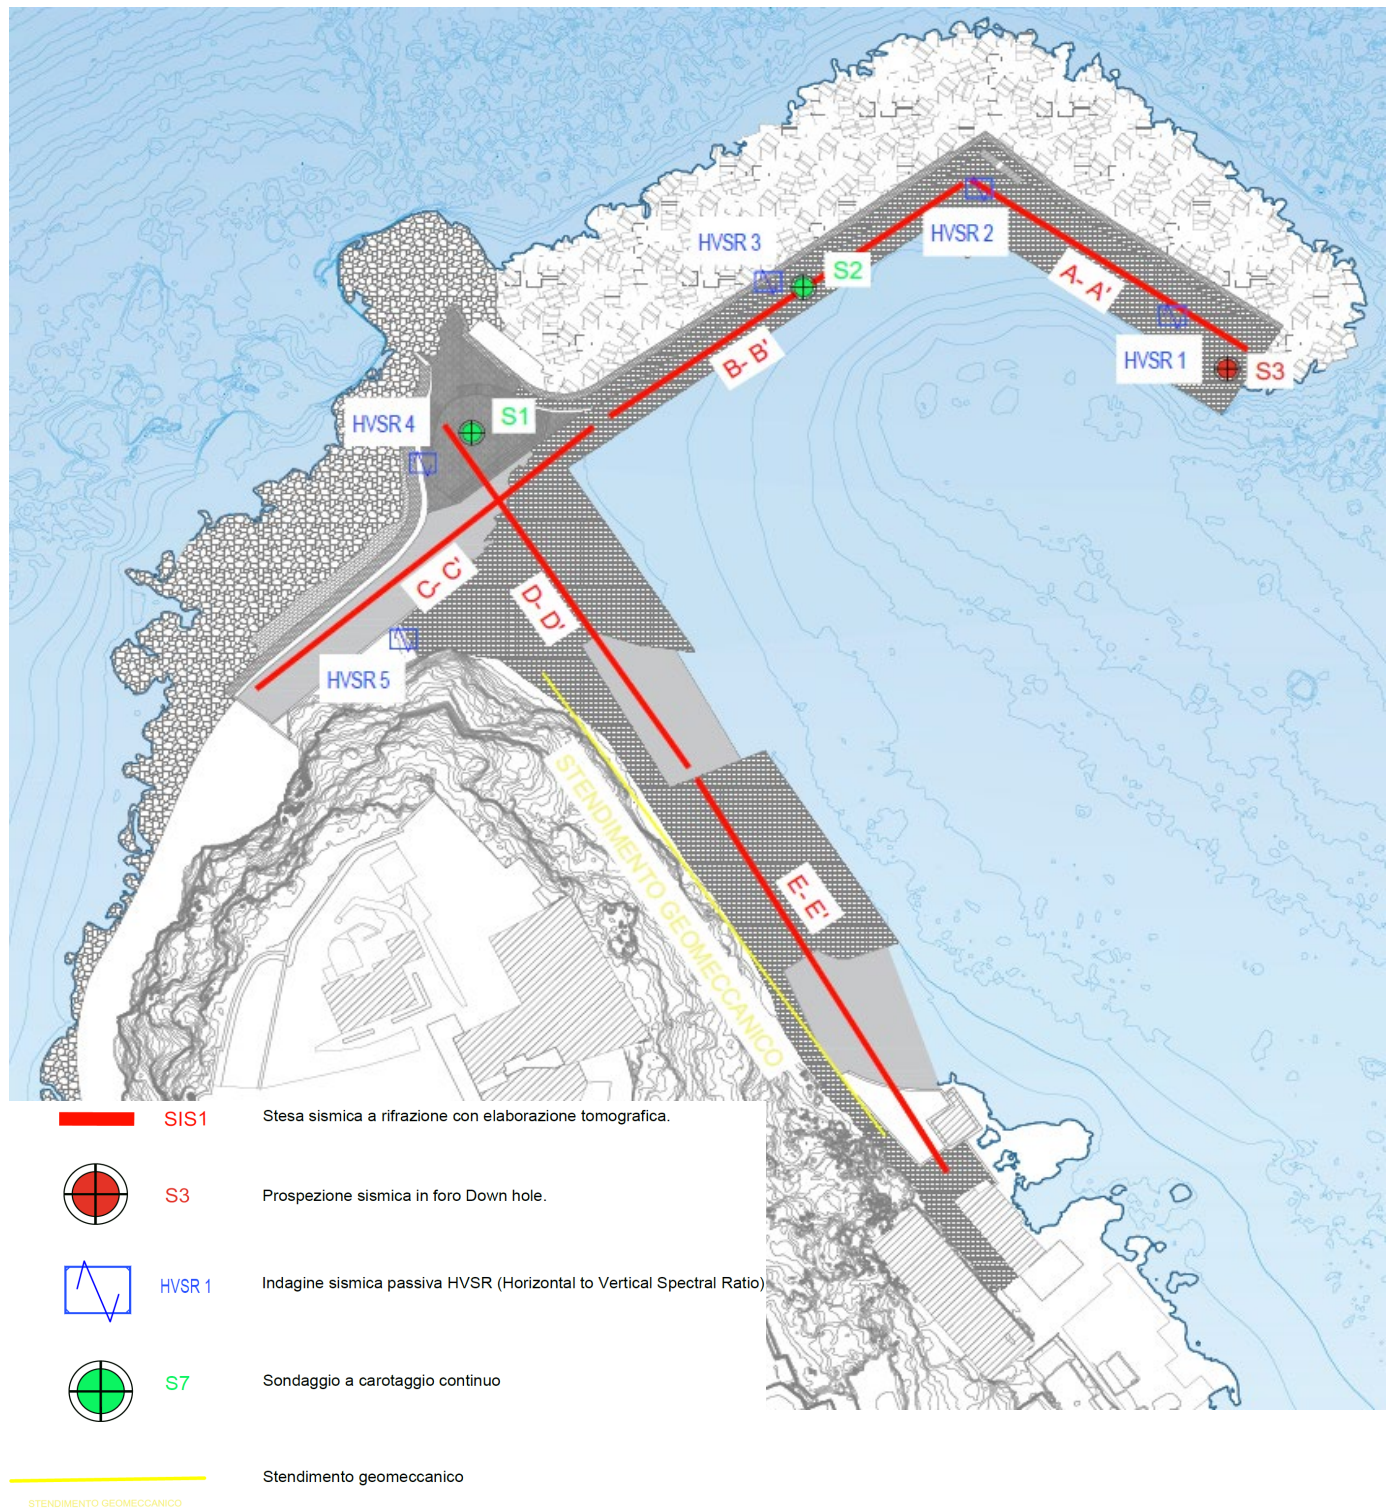 HVSR 3
HVSR 2
S2
A- A'
B- B'
HVSR 1
S3
HVSR 4
S1
C- C'
D- D'
HVSR 5
STENDIMENTO GEOMECCANICO
E- E'
SIS1 Stesa sismica a rifrazione con elaborazione tomografica.
S3 Prospezione sismica in foro Down hole.
HVSR 1 Indagine sismica passiva HVSR (Horizontal to Vertical Spectral Ratio)
S7 Sondaggio a carotaggio continuo
Stendimento geomeccanico
STENDIMENTO GEOMECCANICO